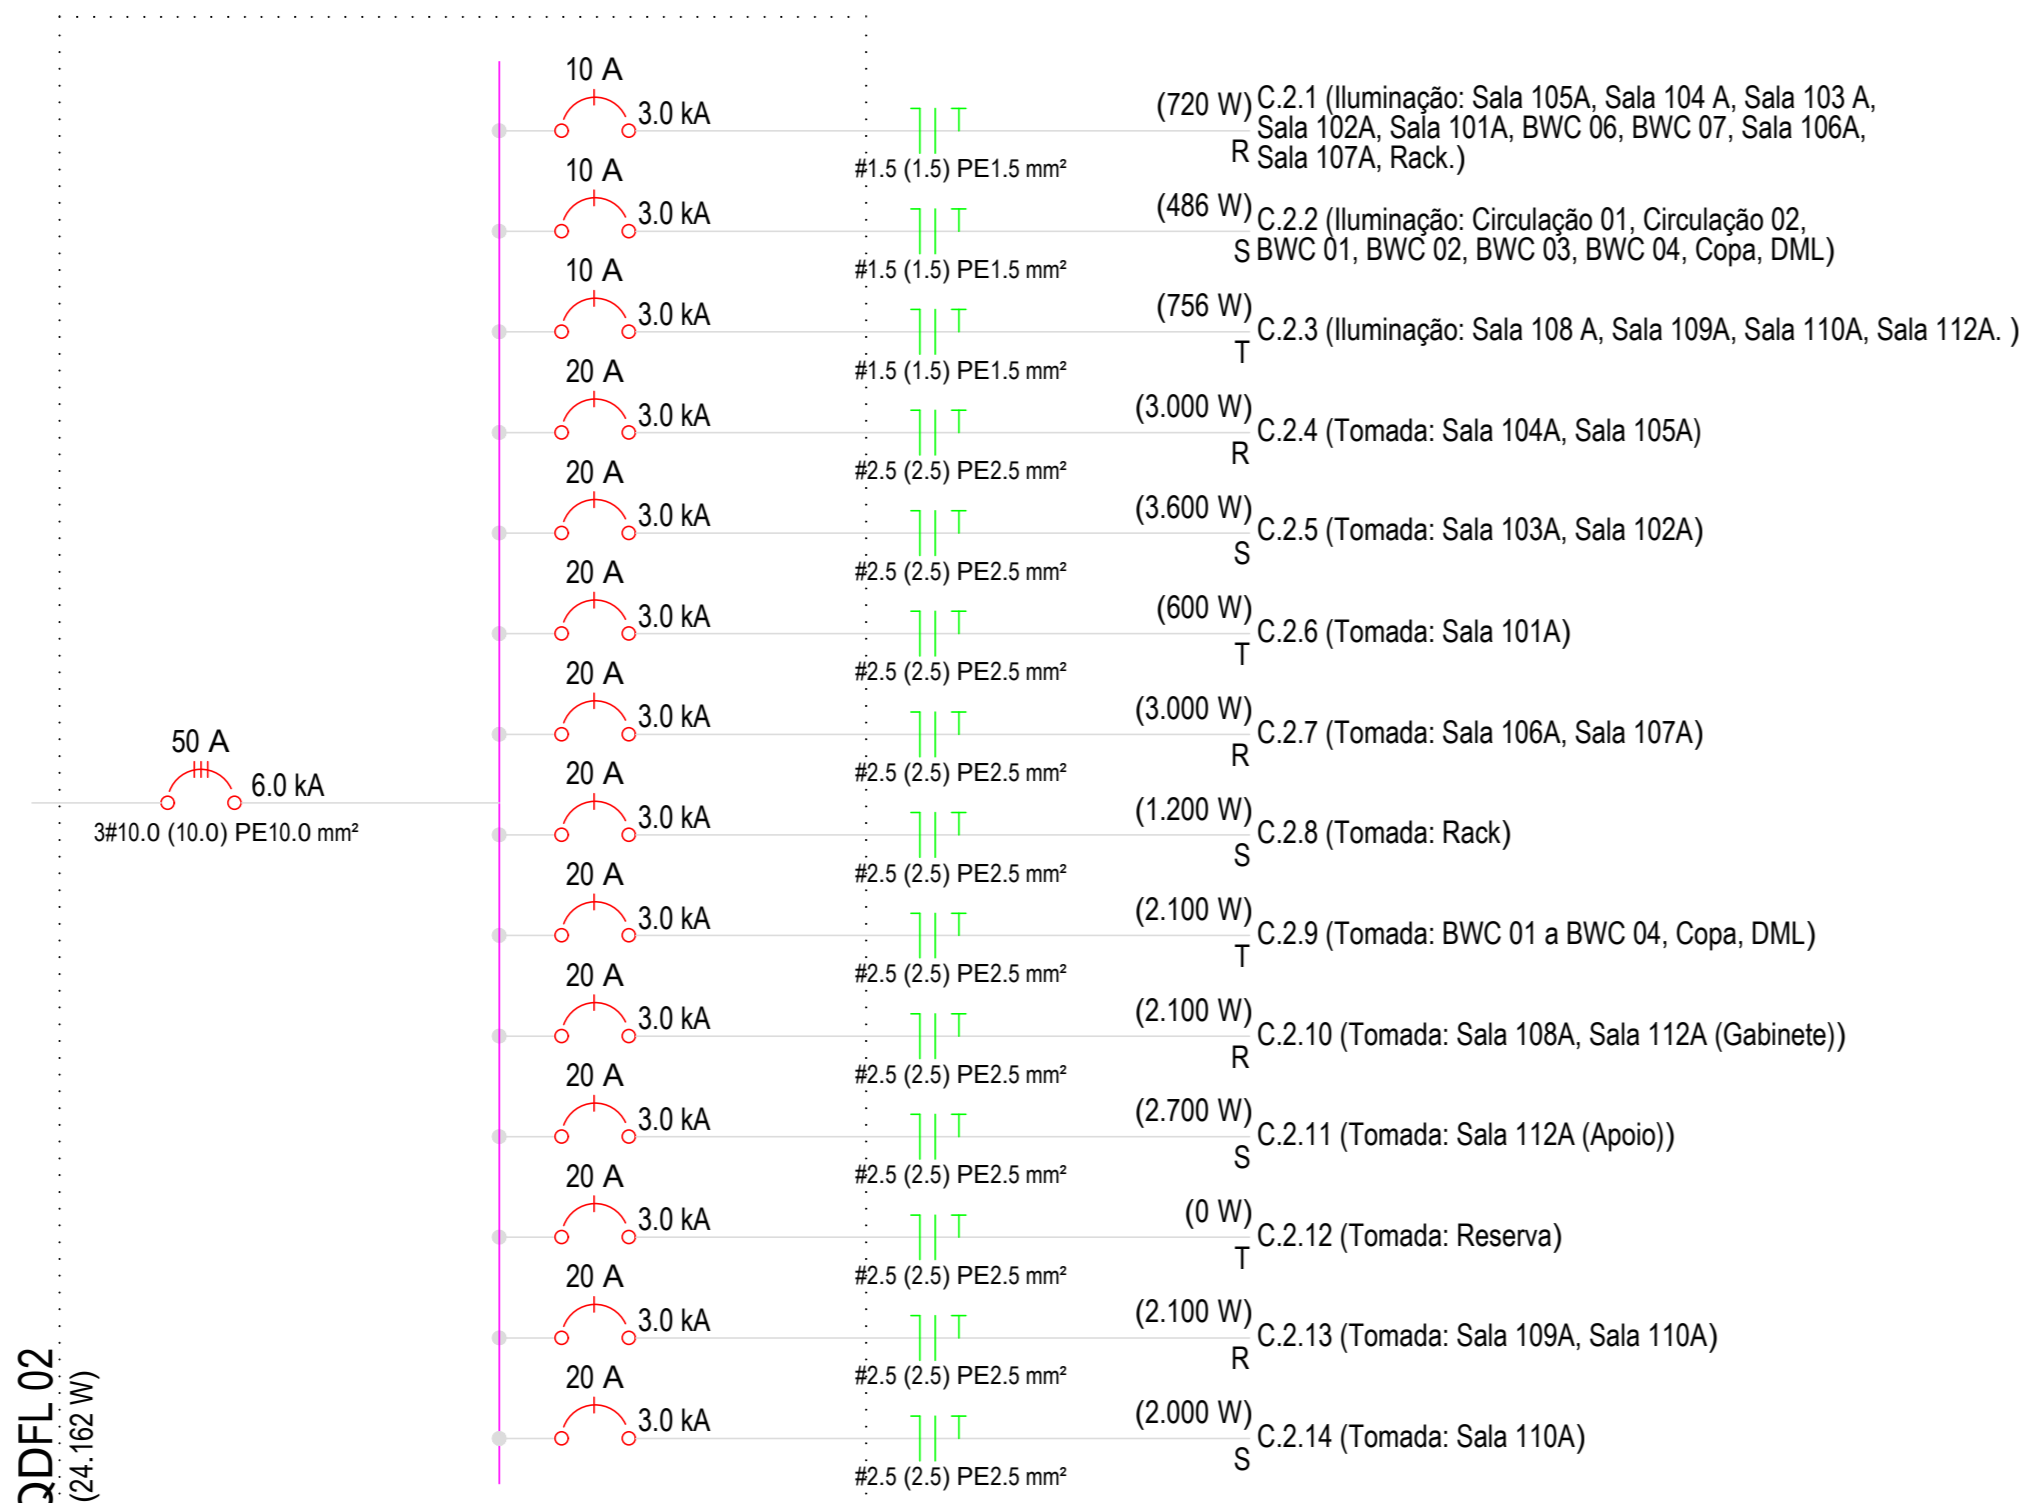 10 A
3.0 kA
#1.5 (1.5) PE1.5 mm²
(720 W)
R
C.2.1 (Iluminação: Sala 105A, Sala 104 A, Sala 103 A,
Sala 102A, Sala 101A, BWC 06, BWC 07, Sala 106A,
Sala 107A, Rack.)
10 A
3.0 kA
#1.5 (1.5) PE1.5 mm²
(486 W)
S
C.2.2 (Iluminação: Circulação 01, Circulação 02,
BWC 01, BWC 02, BWC 03, BWC 04, Copa, DML)
10 A
3.0 kA
#1.5 (1.5) PE1.5 mm²
(756 W)
T
C.2.3 (Iluminação: Sala 108 A, Sala 109A, Sala 110A, Sala 112A. )
20 A
3.0 kA
#2.5 (2.5) PE2.5 mm²
(3.000 W)
R
C.2.4 (Tomada: Sala 104A, Sala 105A)
20 A
3.0 kA
#2.5 (2.5) PE2.5 mm²
(3.600 W)
S
C.2.5 (Tomada: Sala 103A, Sala 102A)
20 A
3.0 kA
#2.5 (2.5) PE2.5 mm²
(600 W)
T
C.2.6 (Tomada: Sala 101A)
20 A
3.0 kA
#2.5 (2.5) PE2.5 mm²
(3.000 W)
R
C.2.7 (Tomada: Sala 106A, Sala 107A)
50 A
6.0 kA
3#10.0 (10.0) PE10.0 mm²
20 A
3.0 kA
#2.5 (2.5) PE2.5 mm²
(1.200 W)
S
C.2.8 (Tomada: Rack)
20 A
3.0 kA
#2.5 (2.5) PE2.5 mm²
(2.100 W)
T
C.2.9 (Tomada: BWC 01 a BWC 04, Copa, DML)
20 A
3.0 kA
#2.5 (2.5) PE2.5 mm²
(2.100 W)
R
C.2.10 (Tomada: Sala 108A, Sala 112A (Gabinete))
20 A
3.0 kA
#2.5 (2.5) PE2.5 mm²
(2.700 W)
S
C.2.11 (Tomada: Sala 112A (Apoio))
20 A
3.0 kA
#2.5 (2.5) PE2.5 mm²
(0 W)
T
C.2.12 (Tomada: Reserva)
20 A
3.0 kA
#2.5 (2.5) PE2.5 mm²
(2.100 W)
R
C.2.13 (Tomada: Sala 109A, Sala 110A)
20 A
3.0 kA
#2.5 (2.5) PE2.5 mm²
(2.000 W)
S
C.2.14 (Tomada: Sala 110A)
QDFL 02
(24.162 W)